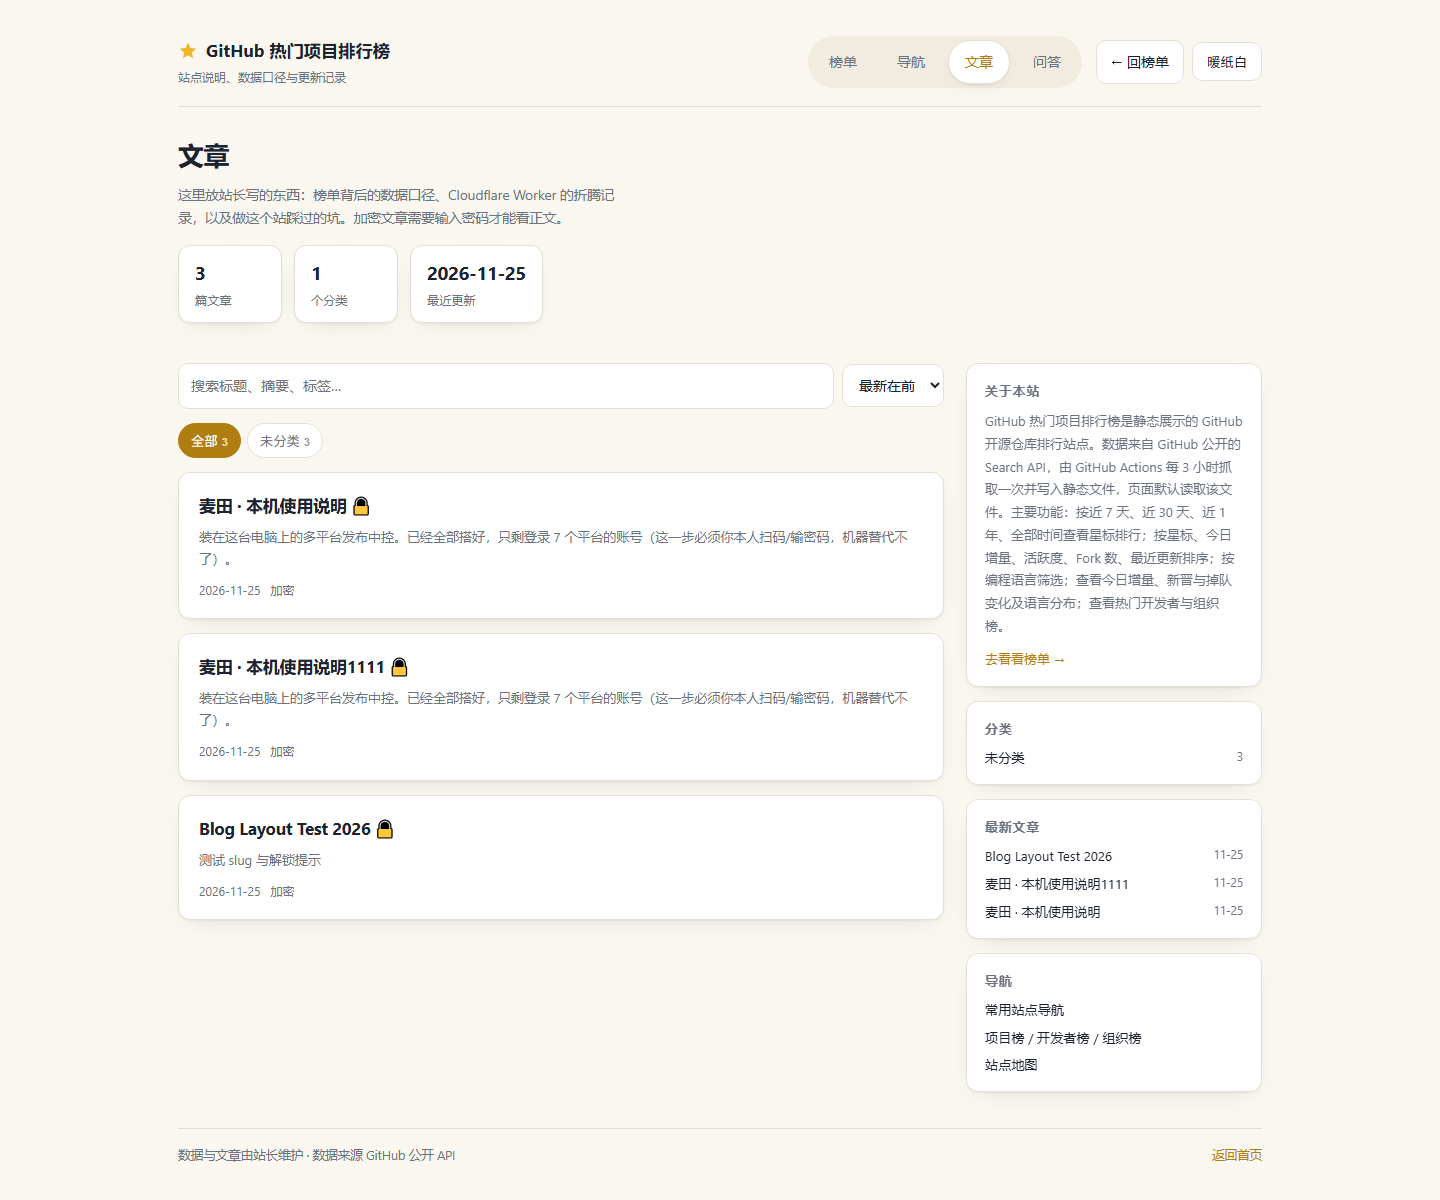 GitHub 热门项目排行榜
站点说明、数据口径与更新记录
榜单
导航
文章
问答
← 回榜单
暖纸白
文章
这里放站长写的东西：榜单背后的数据口径、Cloudflare Worker 的折腾记
录，以及做这个站踩过的坑。加密文章需要输入密码才能看正文。
3
篇文章
1
个分类
2026-11-25
最近更新
搜索标题、摘要、标签...
最新在前
全部 3
未分类 3
麦田 · 本机使用说明
装在这台电脑上的多平台发布中控。已经全部搭好，只剩登录 7 个平台的账号（这一步必须你本人扫码/输密码，机器替代不
了）。
2026-11-25 加密
麦田 · 本机使用说明1111
装在这台电脑上的多平台发布中控。已经全部搭好，只剩登录 7 个平台的账号（这一步必须你本人扫码/输密码，机器替代不
了）。
2026-11-25 加密
Blog Layout Test 2026
测试 slug 与解锁提示
2026-11-25 加密
关于本站
GitHub 热门项目排行榜是静态展示的 GitHub
开源仓库排行站点。数据来自 GitHub 公开的
Search API，由 GitHub Actions 每 3 小时抓
取一次并写入静态文件，页面默认读取该文
件。主要功能：按近 7 天、近 30 天、近 1
年、全部时间查看星标排行；按星标、今日
增量、活跃度、Fork 数、最近更新排序；按
编程语言筛选；查看今日增量、新晋与掉队
变化及语言分布；查看热门开发者与组织
榜。
去看看榜单 →
分类
未分类 3
最新文章
Blog Layout Test 2026 11-25
麦田 · 本机使用说明1111 11-25
麦田 · 本机使用说明 11-25
导航
常用站点导航
项目榜 / 开发者榜 / 组织榜
站点地图
数据与文章由站长维护 · 数据来源 GitHub 公开 API
返回首页